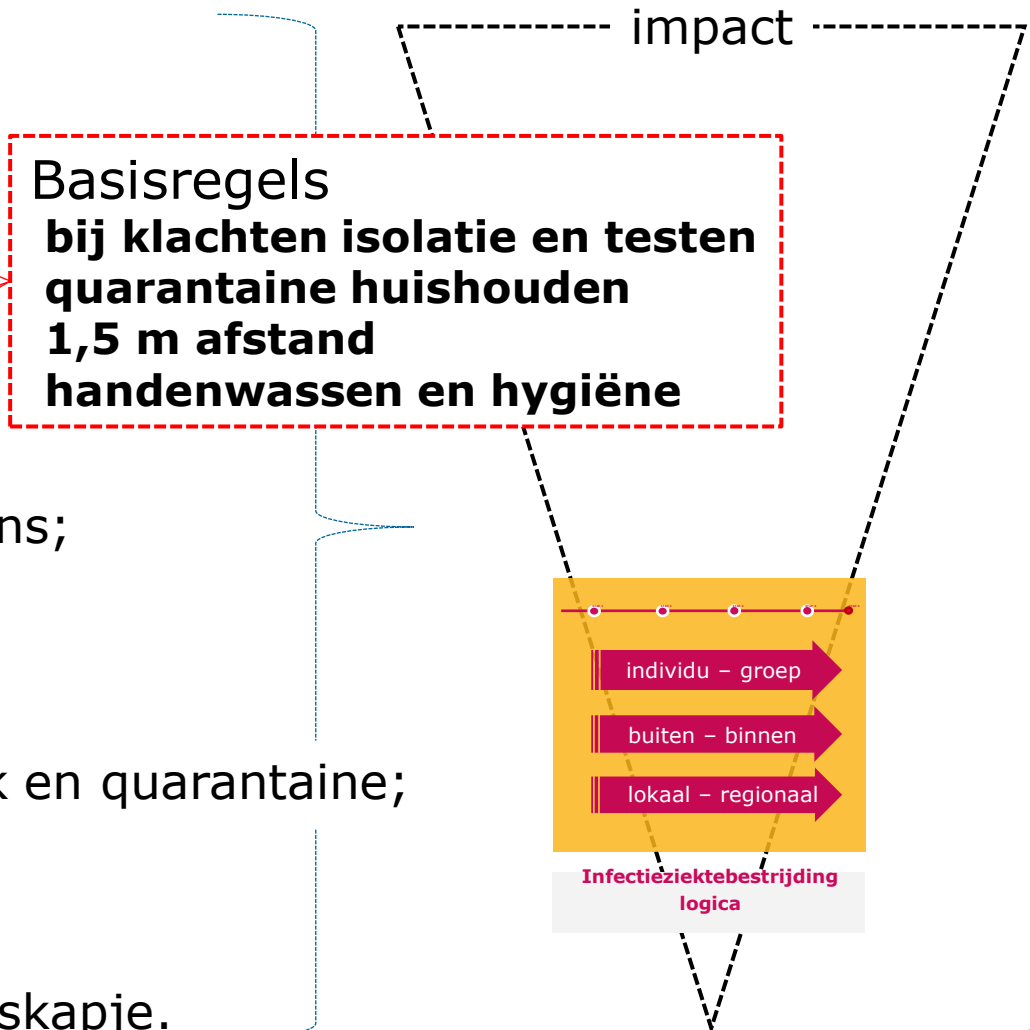 impact
Basisregels
bij klachten isolatie en testen
quarantaine huishouden
1,5 m afstand
handenwassen en hygiëne
ns;
individu – groep
buiten – binnen
k en quarantaine;
lokaal – regionaal
Infectieziektebestrijding
logica
skapje.